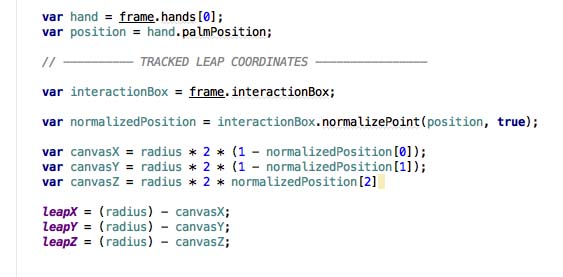 var hand = frame.hands[0];
var position = hand.palmPosition;
// —————————— TRACKED LEAP COORDINATES ————————————————
var interactionBox = frame.interactionBox;
var normalizedPosition = interactionBox.normalizePoint(position, true);
var canvasX = radius * 2 * (1 - normalizedPosition[0]);
var canvasY = radius * 2 * (1 - normalizedPosition[1]);
var canvasZ = radius * 2 * normalizedPosition[2]
leapX = (radius) - canvasX;
leapY = (radius) - canvasY;
leapZ = (radius) - canvasZ;